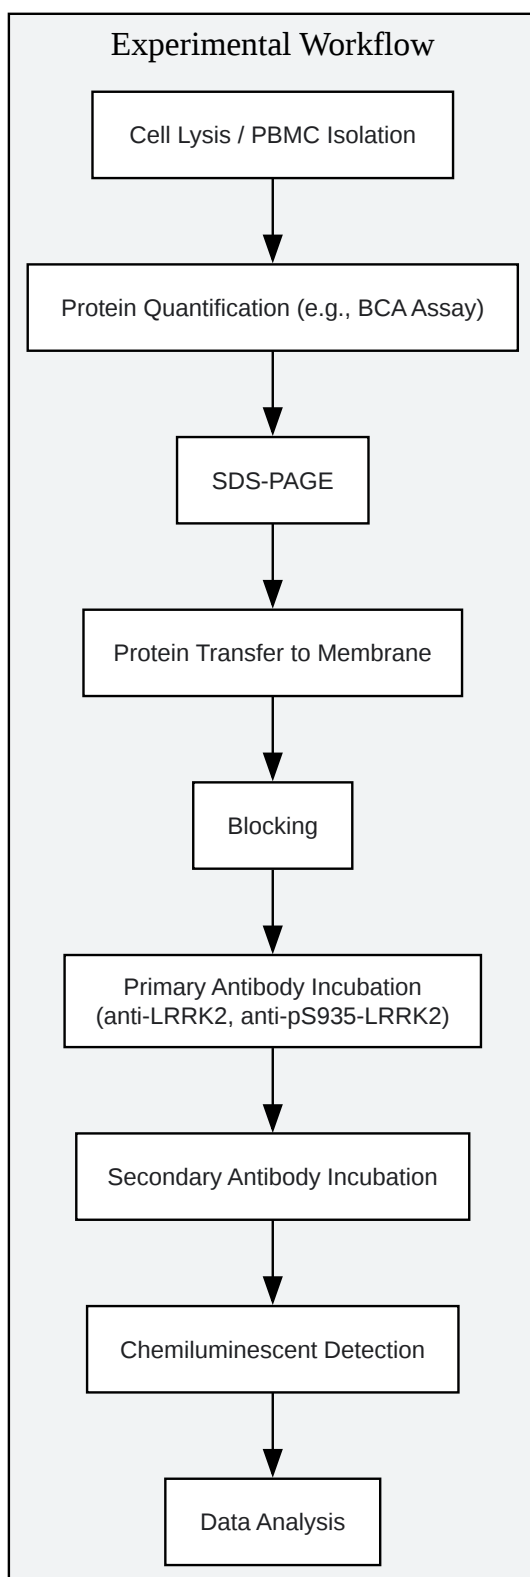 Experimental Workflow
Cell Lysis / PBMC Isolation
Protein Quantification (e.g., BCA Assay)
SDS-PAGE
Protein Transfer to Membrane
Blocking
Primary Antibody Incubation
(anti-LRRK2, anti-pS935-LRRK2)
Secondary Antibody Incubation
Chemiluminescent Detection
Data Analysis